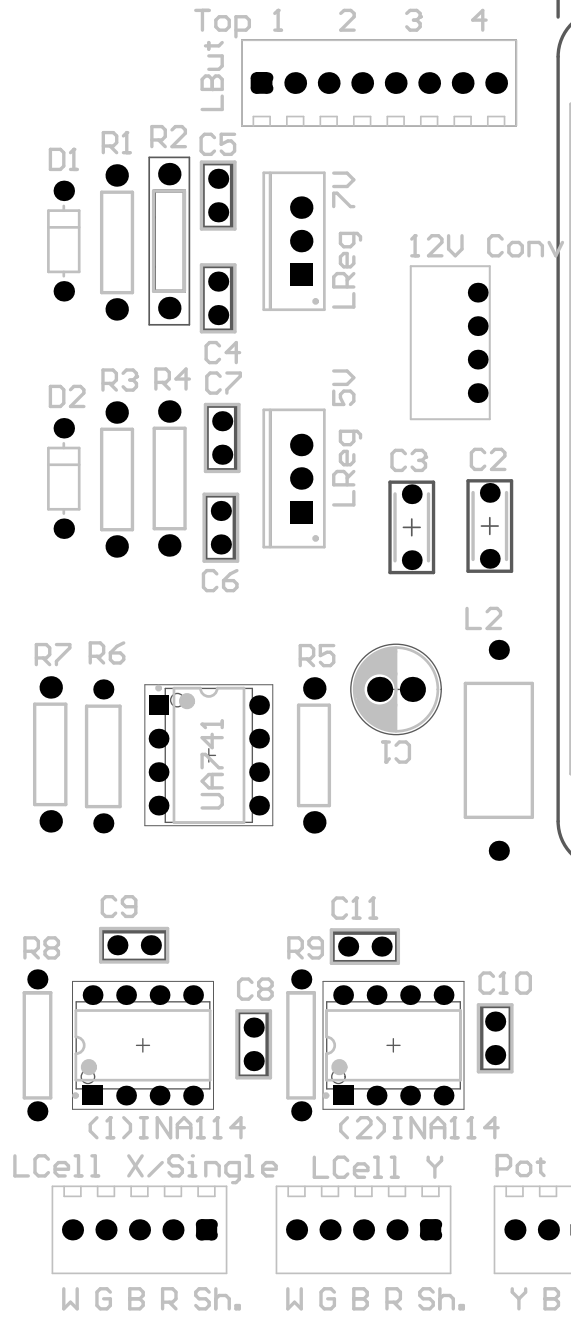 Top 1 2 3 4
LBut
D1 R1 R2 C5
LReg 7V
12V Conv
C4
D2 R3 R4 C7
LReg 5V
C3 C2
C6
L2
R7 R6 R5
UA741
C1
C9 C11
R8 C8 R9 C10
(1)INA114 (2)INA114
LCell X/Single LCell Y Pot
W G B R Sh. W G B R Sh. Y B